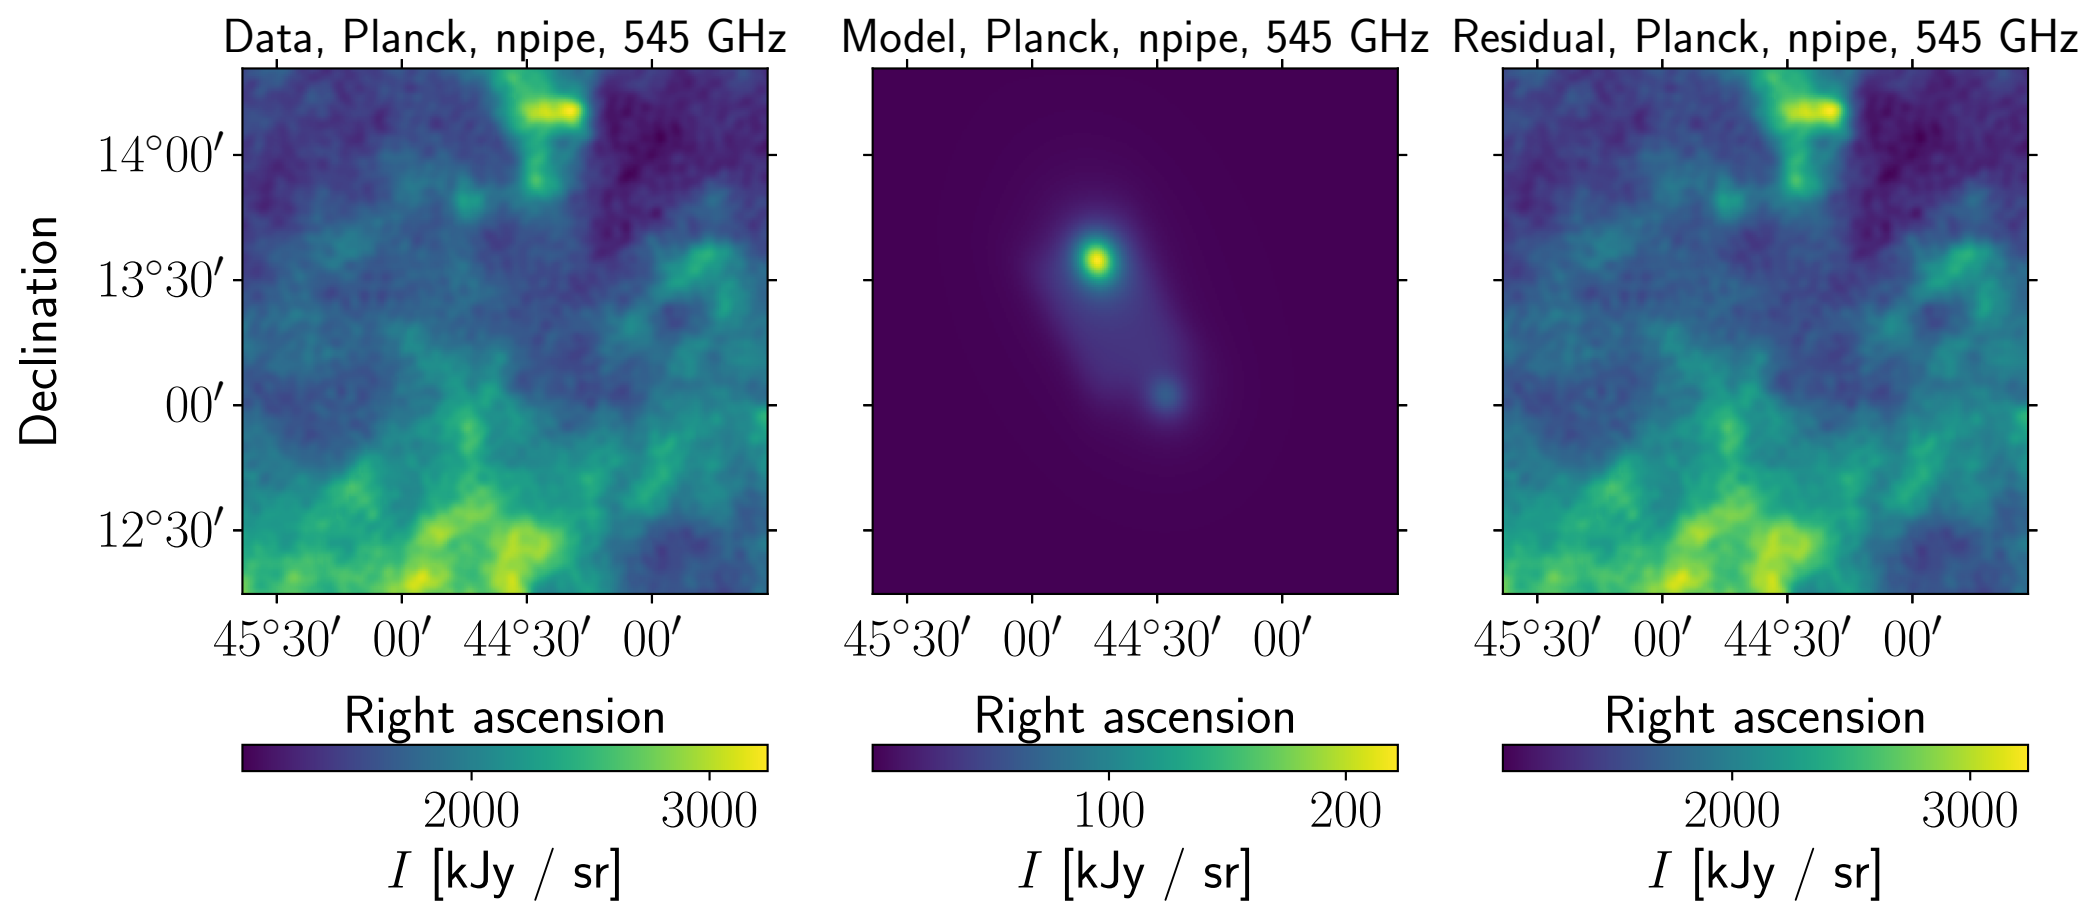 Data, Planck, npipe, 545 GHz
Model, Planck, npipe, 545 GHz
Residual, Planck, npipe, 545 GHz
Declination
14°00′
13°30′
00′
12°30′
45°30′ 00′ 44°30′ 00′
45°30′ 00′ 44°30′ 00′
45°30′ 00′ 44°30′ 00′
Right ascension
Right ascension
Right ascension
2000 3000
100 200
2000 3000
I [kJy / sr]
I [kJy / sr]
I [kJy / sr]